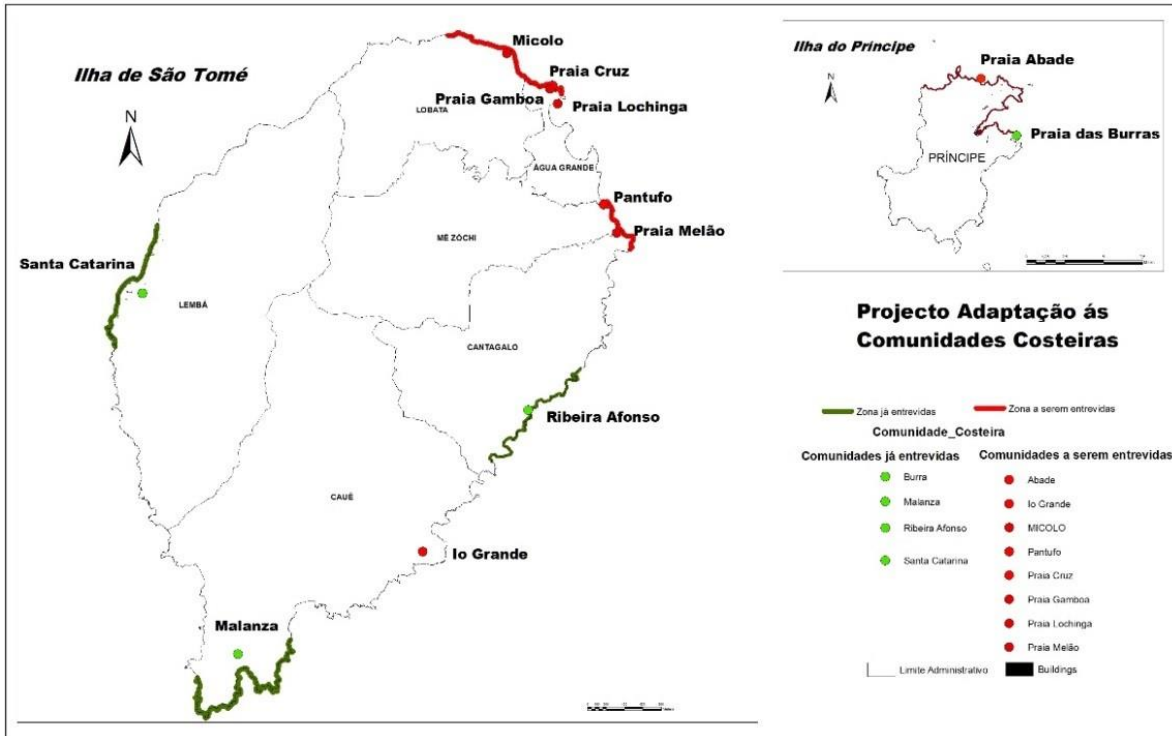 Ilha de São Tomé
N
Micolo
Praia Cruz
Praia Gamboa
Praia Lochinga
LOBATA
ÁGUA GRANDE
Pantufo
MÉ ZÓCHI
Praia Melão
Santa Catarina
LEMBÁ
CANTAGALO
Ribeira Afonso
CAUÉ
Io Grande
Malanza
Ilha do Príncipe
N
Praia Abade
Praia das Burras
PRÍNCIPE
Projecto Adaptação ás
Comunidades Costeiras
Zona já entrevidas
Zona a serem entrevidas
Comunidade_Costeira
Comunidades já entrevidas
Burra
Malanza
Ribeira Afonso
Santa Catarina
Comunidades a serem entrevidas
Abade
Io Grande
MICOLO
Pantufo
Praia Cruz
Praia Gamboa
Praia Lochinga
Praia Melão
Limite Administrativo
Buildings